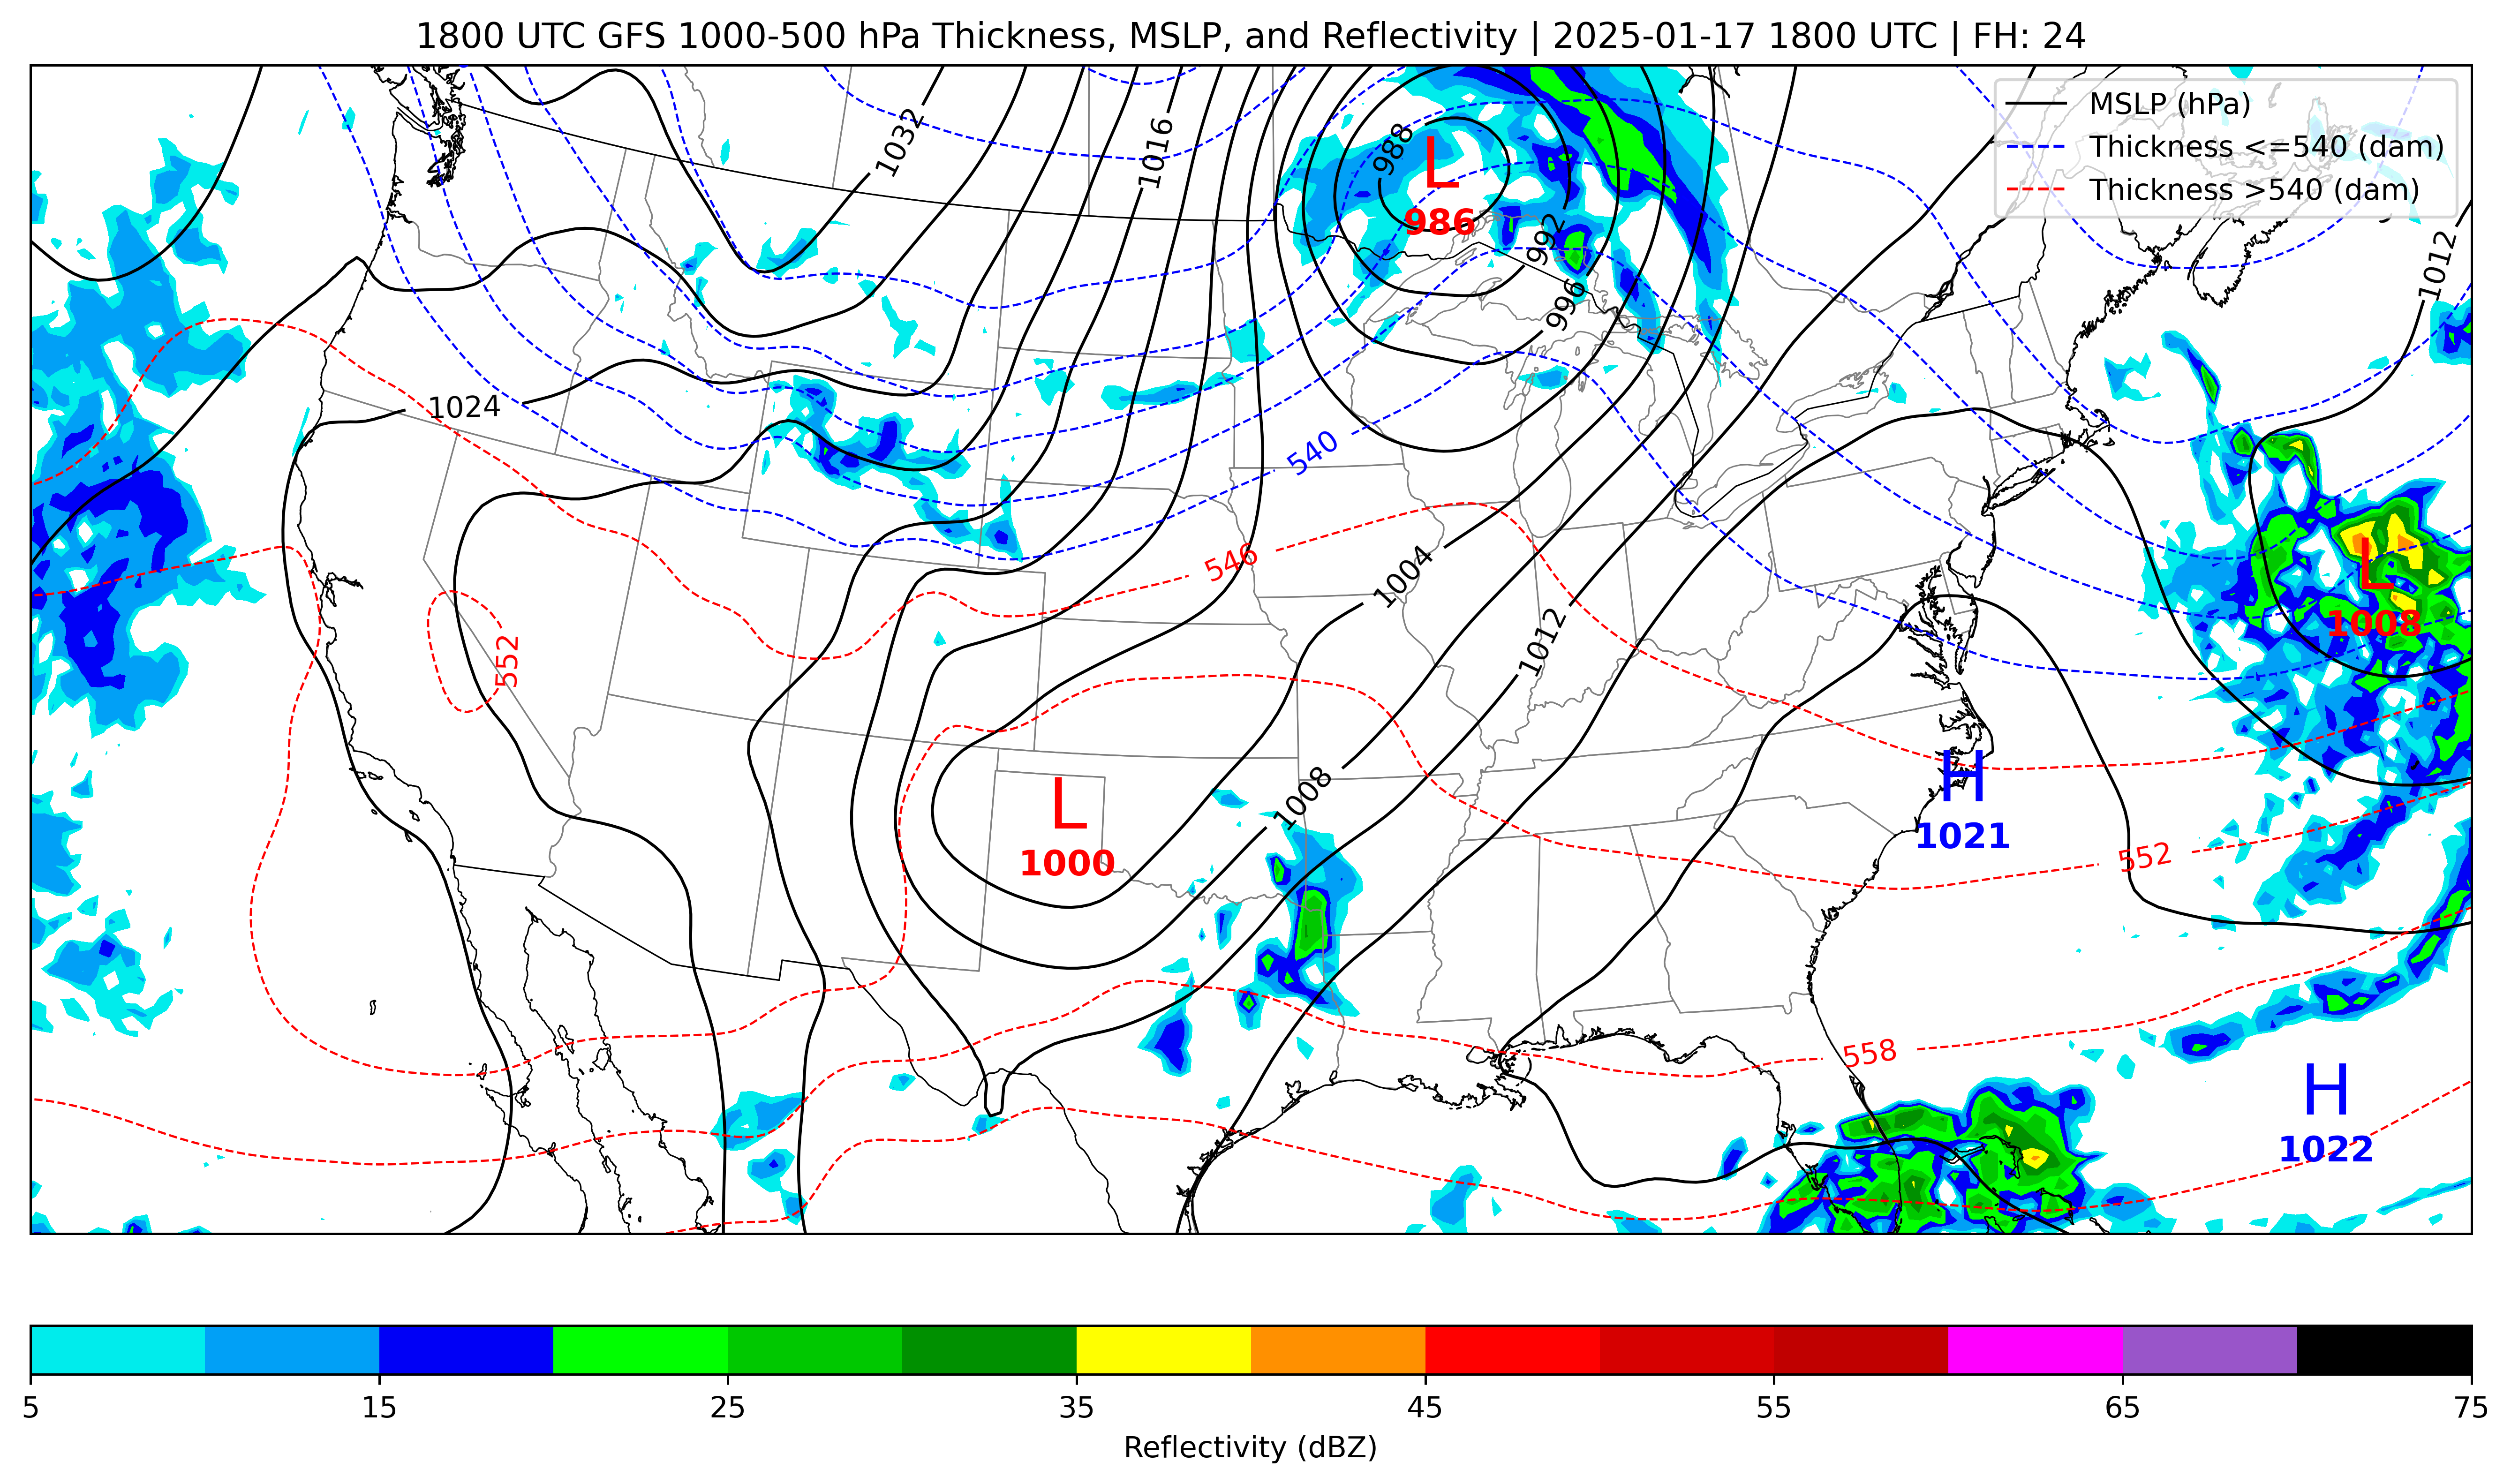 1800 UTC GFS 1000-500 hPa Thickness, MSLP, and Reflectivity | 2025-01-17 1800 UTC | FH: 24
MSLP (hPa)
Thickness <=540 (dam)
Thickness >540 (dam)
1032
1016
988
L
986
992
996
1012
1024
540
546
1004
L
1008
552
1012
H
1021
L
1000
1008
552
558
H
1022
5
15
25
35
45
55
65
75
Reflectivity (dBZ)